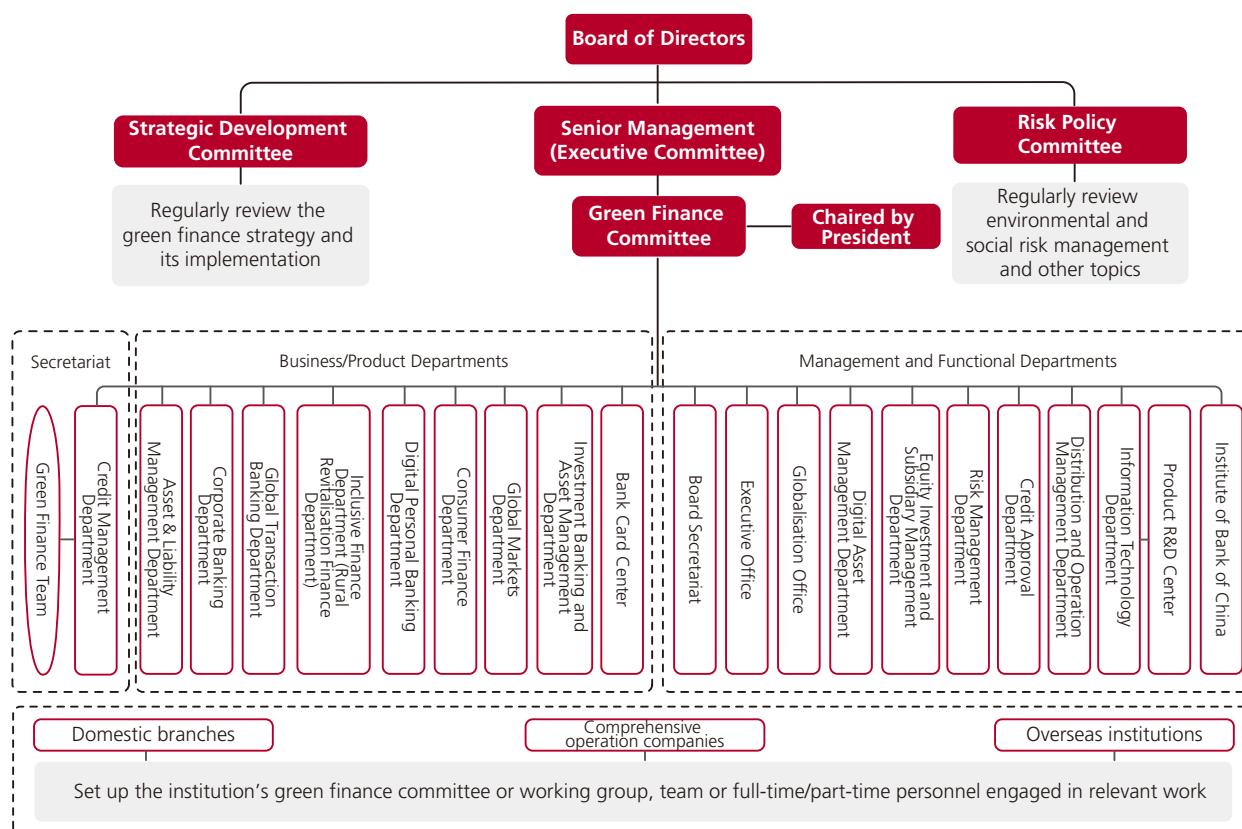 Board of Directors
Strategic Development
Committee
Senior Management
(Executive Committee)
Risk Policy
Committee
Regularly review the
green finance strategy and
its implementation
Green Finance
Committee
Chaired by
President
Regularly review
environmental and
social risk management
and other topics
Secretariat
Business/Product Departments
Management and Functional Departments
Green Finance Team
Credit Management
Department
Asset & Liability
Management Department
Corporate Banking
Department
Global Transaction
Banking Department
Inclusive Finance
Department (Rural
Revitalisation Finance
Department)
Digital Personal Banking
Department
Consumer Finance
Department
Global Markets
Department
Investment Banking and
Asset Management
Department
Bank Card Center
Board Secretariat
Executive Office
Globalisation Office
Digital Asset
Management Department
Equity Investment and
Subsidiary Management
Department
Risk Management
Department
Credit Approval
Department
Distribution and Operation
Management Department
Information Technology
Department
Product R&D Center
Institute of Bank of China
Domestic branches
Comprehensive
operation companies
Overseas institutions
Set up the institution's green finance committee or working group, team or full-time/part-time personnel engaged in relevant work